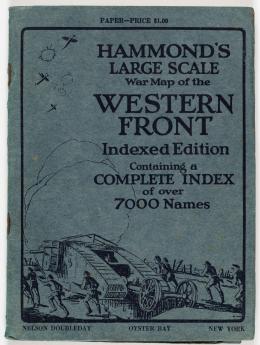 PAPER—PRICE $1.00
HAMMOND'S
LARGE SCALE
War Map of the
WESTERN
FRONT
Indexed Edition
Containing a
COMPLETE INDEX
of over
7000 Names
NELSON DOUBLEDAY OYSTER BAY NEW YORK